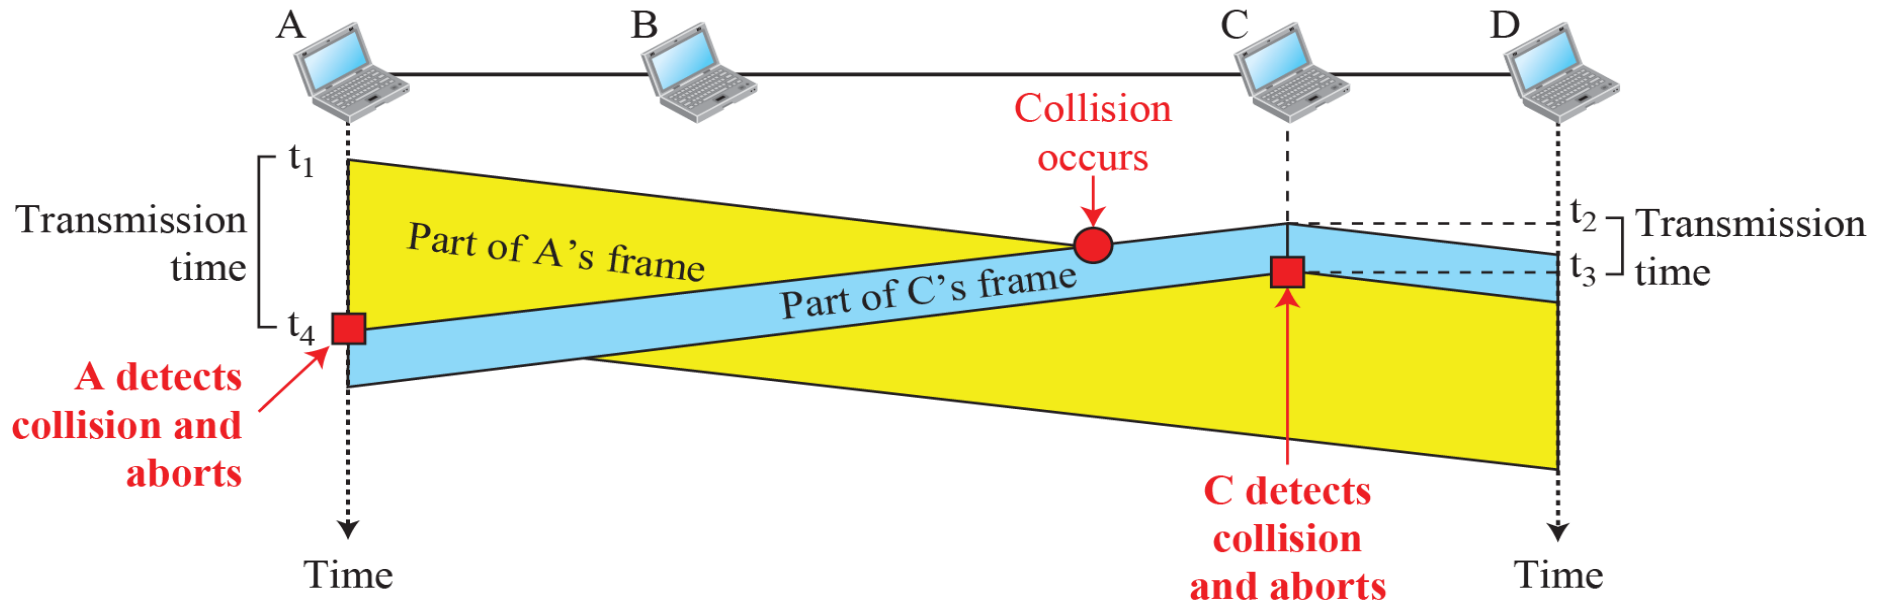 A
B
C
D
Collision
occurs
t1
t2
Transmission
time
Transmission
time
Part of A's frame
Part of C's frame
t3
t4
A detects
collision and
aborts
C detects
collision
and aborts
Time
Time